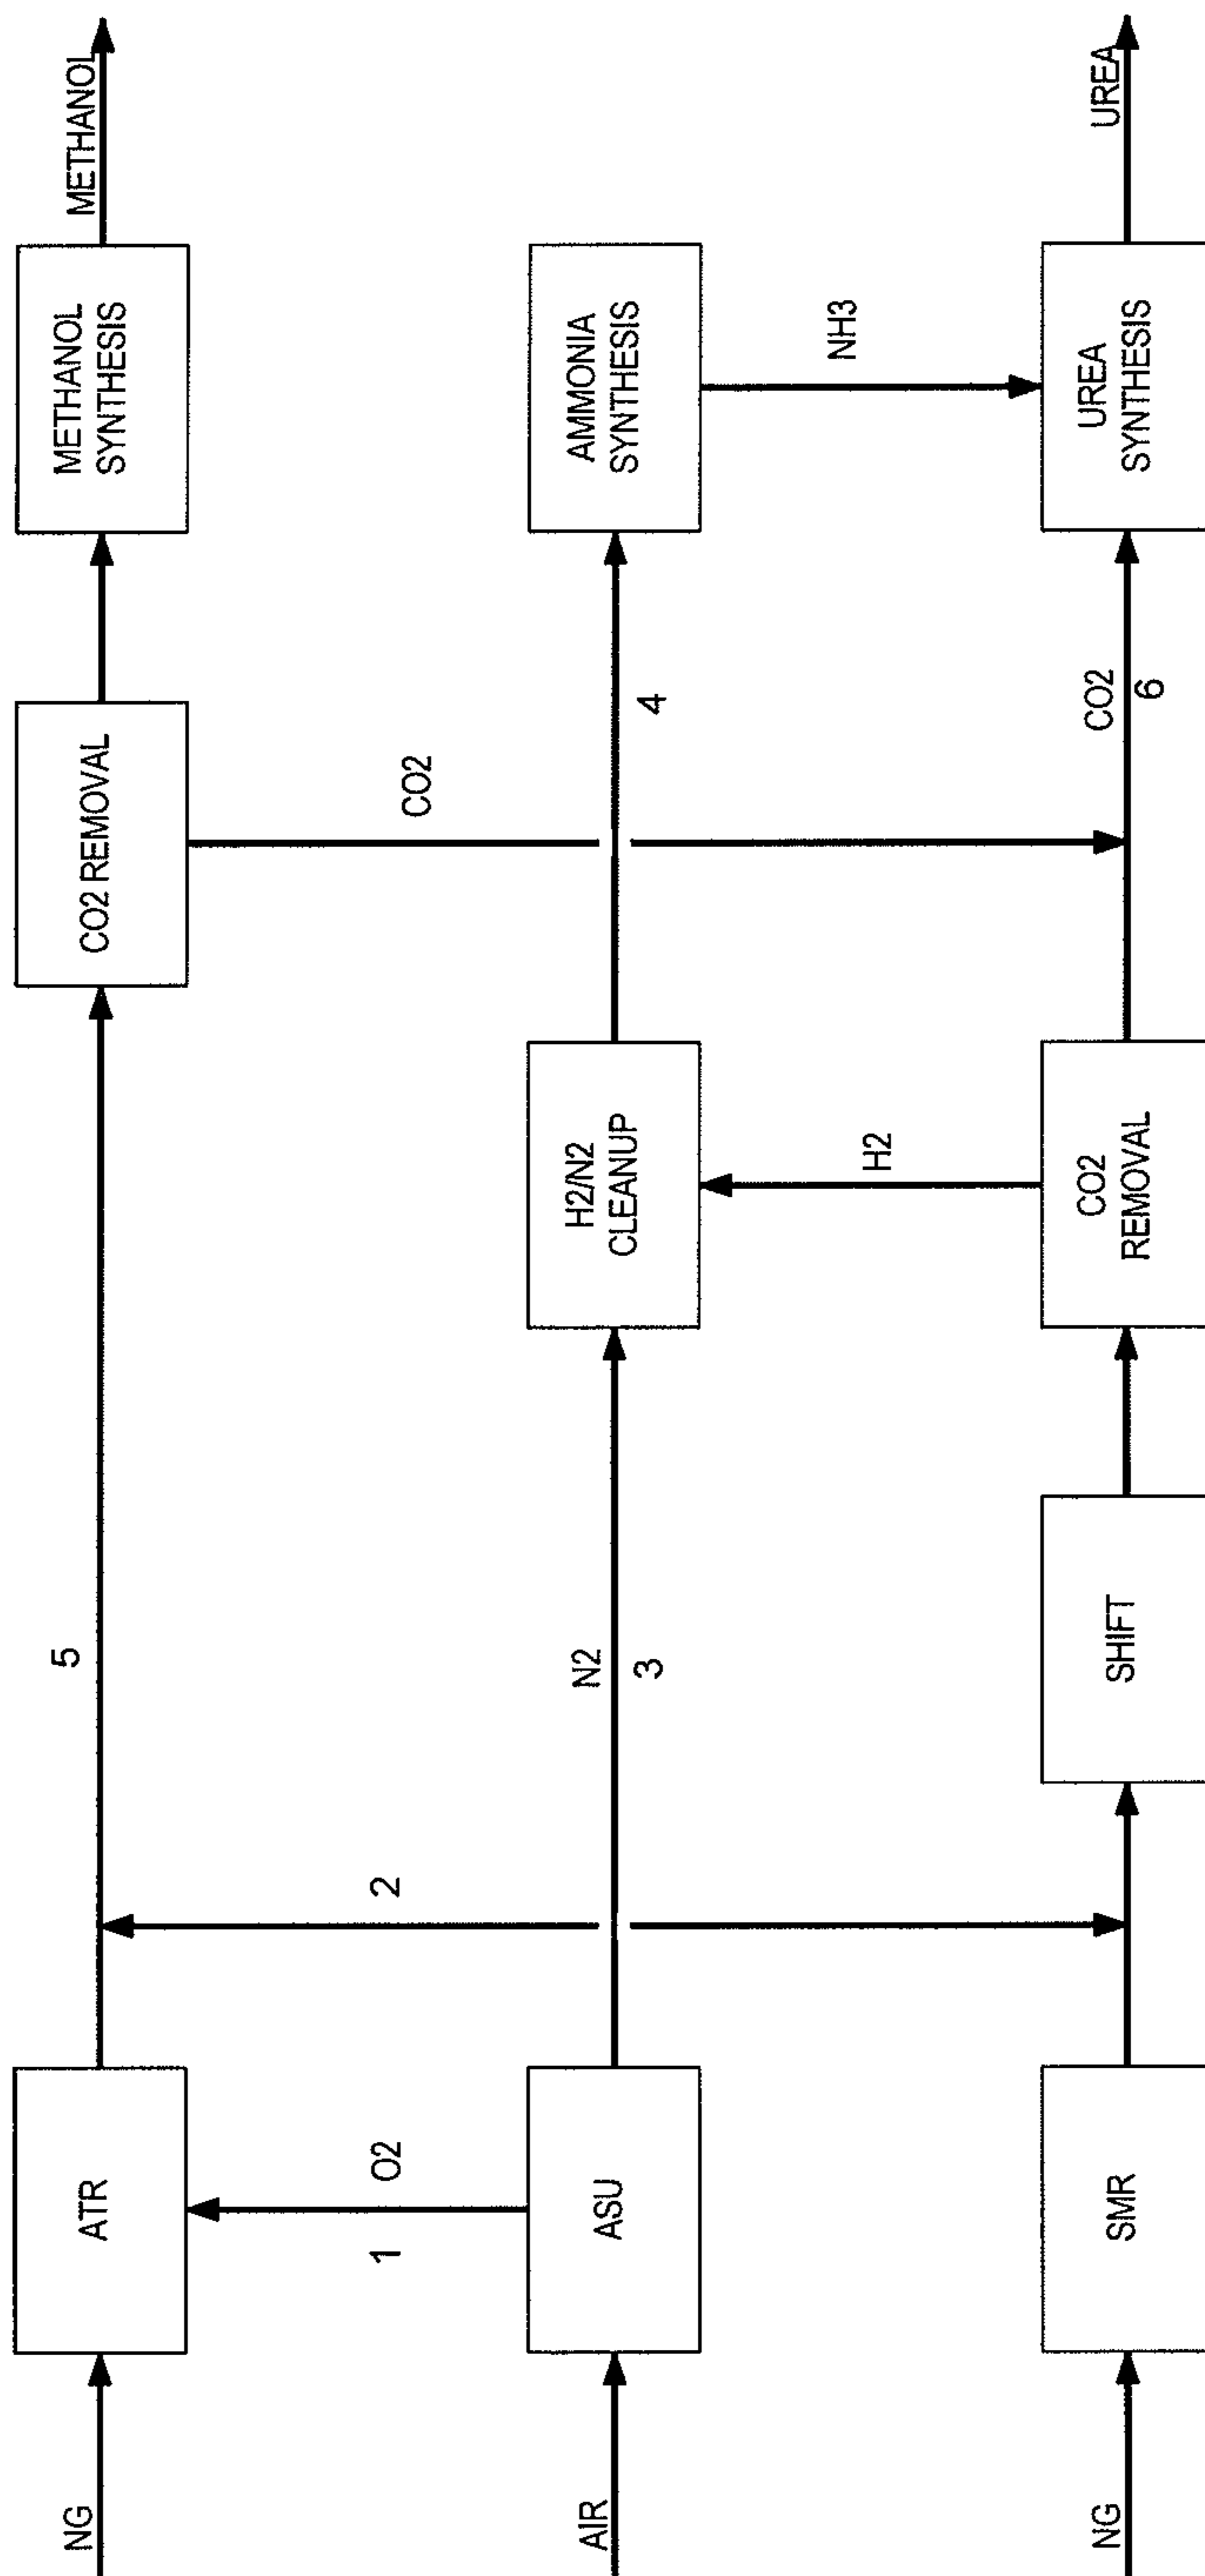 NG
ATR
5
CO2 REMOVAL
METHANOL
SYNTHESIS
METHANOL
1
O2
2
CO2
AIR
ASU
N2
3
H2/N2
CLEANUP
4
AMMONIA
SYNTHESIS
H2
NH3
NG
SMR
SHIFT
CO2
REMOVAL
CO2
6
UREA
SYNTHESIS
UREA